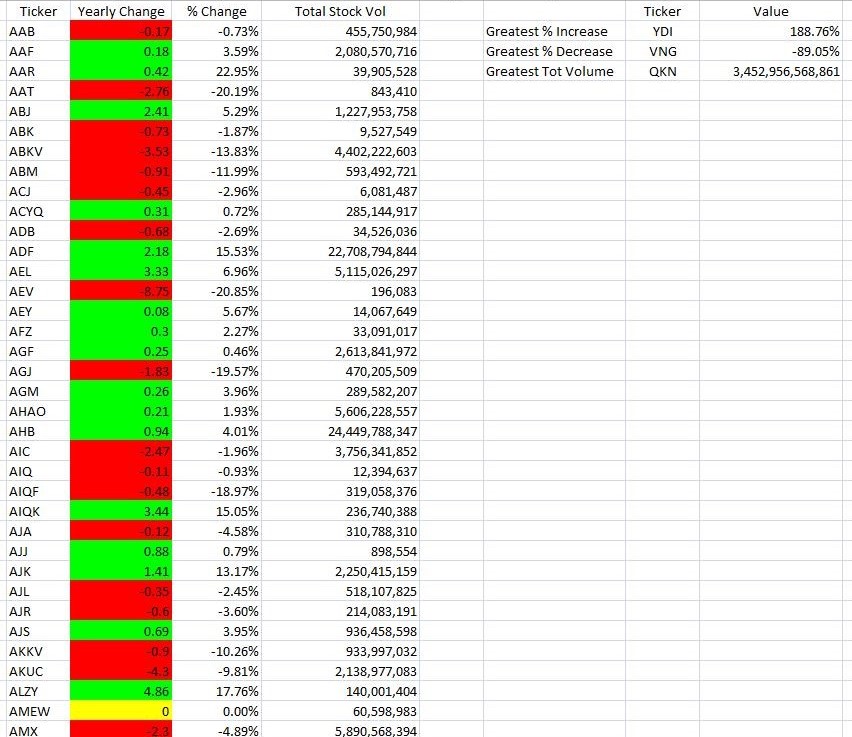 Ticker Yearly Change % Change Total Stock Vol Ticker Value
AAB -0.17 -0.73% 455,750,984 Greatest % Increase YDI 188.76%
AAF 0.18 3.59% 2,080,570,716 Greatest % Decrease VNG -89.05%
AAR 0.42 22.95% 39,905,528 Greatest Tot Volume QKN 3,452,956,568,861
AAT -2.76 -20.19% 843,410
ABJ 2.41 5.29% 1,227,953,758
ABK -0.73 -1.87% 9,527,549
ABKV -3.53 -13.83% 4,402,222,603
ABM -0.91 -11.99% 593,492,721
ACJ -0.45 -2.96% 6,081,487
ACYQ 0.31 0.72% 285,144,917
ADB -0.68 -2.69% 34,526,036
ADF 2.18 15.53% 22,708,794,844
AEL 3.33 6.96% 5,115,026,297
AEV -8.75 -20.85% 196,083
AEY 0.08 5.67% 14,067,649
AFZ 0.3 2.27% 33,091,017
AGF 0.25 0.46% 2,613,841,972
AGJ -1.83 -19.57% 470,205,509
AGM 0.26 3.96% 289,582,207
AHAO 0.21 1.93% 5,606,228,557
AHB 0.94 4.01% 24,449,788,347
AIC -2.47 -1.96% 3,756,341,852
AIQ -0.11 -0.93% 12,394,637
AIQF -0.48 -18.97% 319,058,376
AIQK 3.44 15.05% 236,740,388
AJA -0.12 -4.58% 310,788,310
AJJ 0.88 0.79% 898,554
AJK 1.41 13.17% 2,250,415,159
AJL -0.35 -2.45% 518,107,825
AJR -0.6 -3.60% 214,083,191
AJS 0.69 3.95% 936,458,598
AKKV -0.9 -10.26% 933,997,032
AKUC -4.3 -9.81% 2,138,977,083
ALZY 4.86 17.76% 140,001,404
AMEW 0 0.00% 60,598,983
AMX -2.3 -4.89% 5,890,568,394